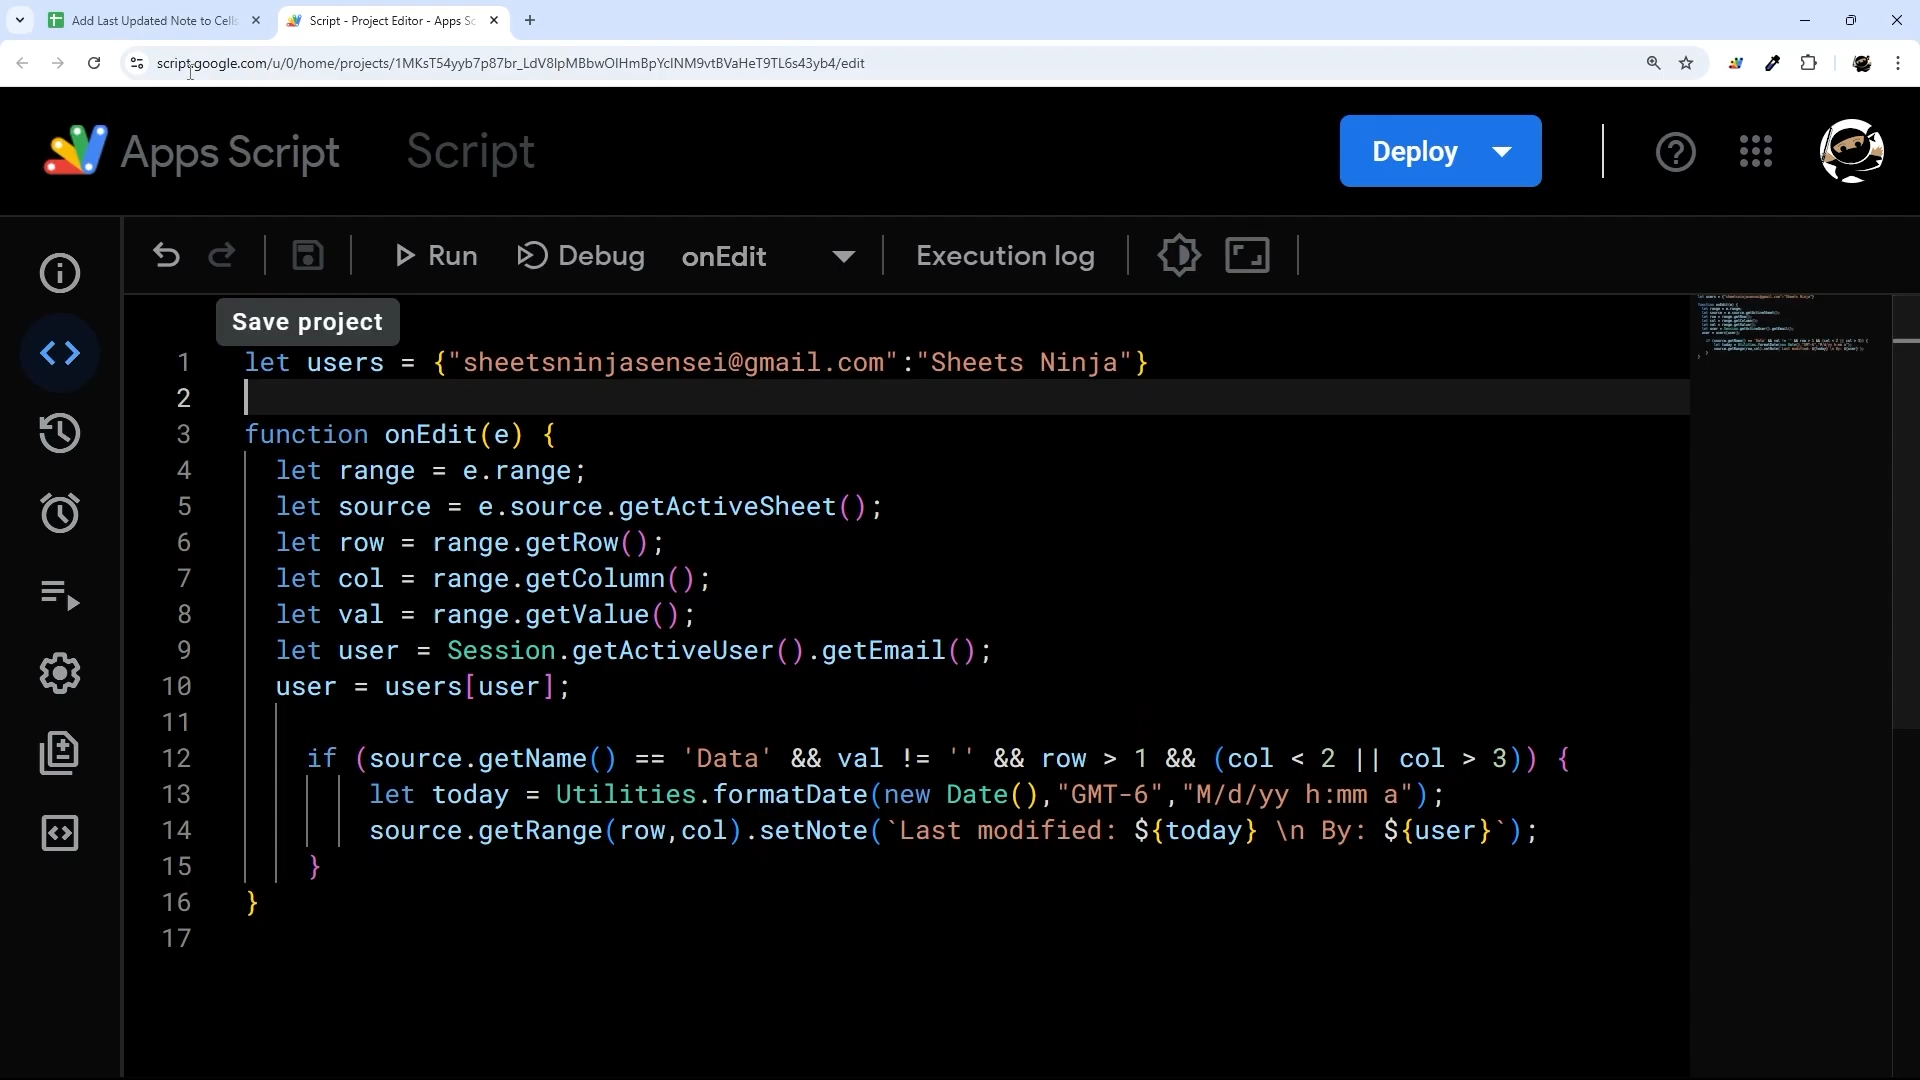 Add Last Updated Note to Cells
Script - Project Editor - Apps Sc
script.google.com/u/0/home/projects/1MKsT54yyb7p87br_LdV8lpMBbwOlHmBpYclNM9vtBVaHeT9TL6s43yb4/edit
Apps Script
Script
Deploy
Run
Debug
onEdit
Execution log
Save project
1 let users = {"sheetsninjasensei@gmail.com":"Sheets Ninja"}
2
3 function onEdit(e) {
4 let range = e.range;
5 let source = e.source.getActiveSheet();
6 let row = range.getRow();
7 let col = range.getColumn();
8 let val = range.getValue();
9 let user = Session.getActiveUser().getEmail();
10 user = users[user];
11
12 if (source.getName() == 'Data' && val != '' && row > 1 && (col < 2 || col > 3)) {
13 let today = Utilities.formatDate(new Date(),"GMT-6","M/d/yy h:mm a");
14 source.getRange(row,col).setNote(`Last modified: ${today} \n By: ${user}`);
15 }
16 }
17